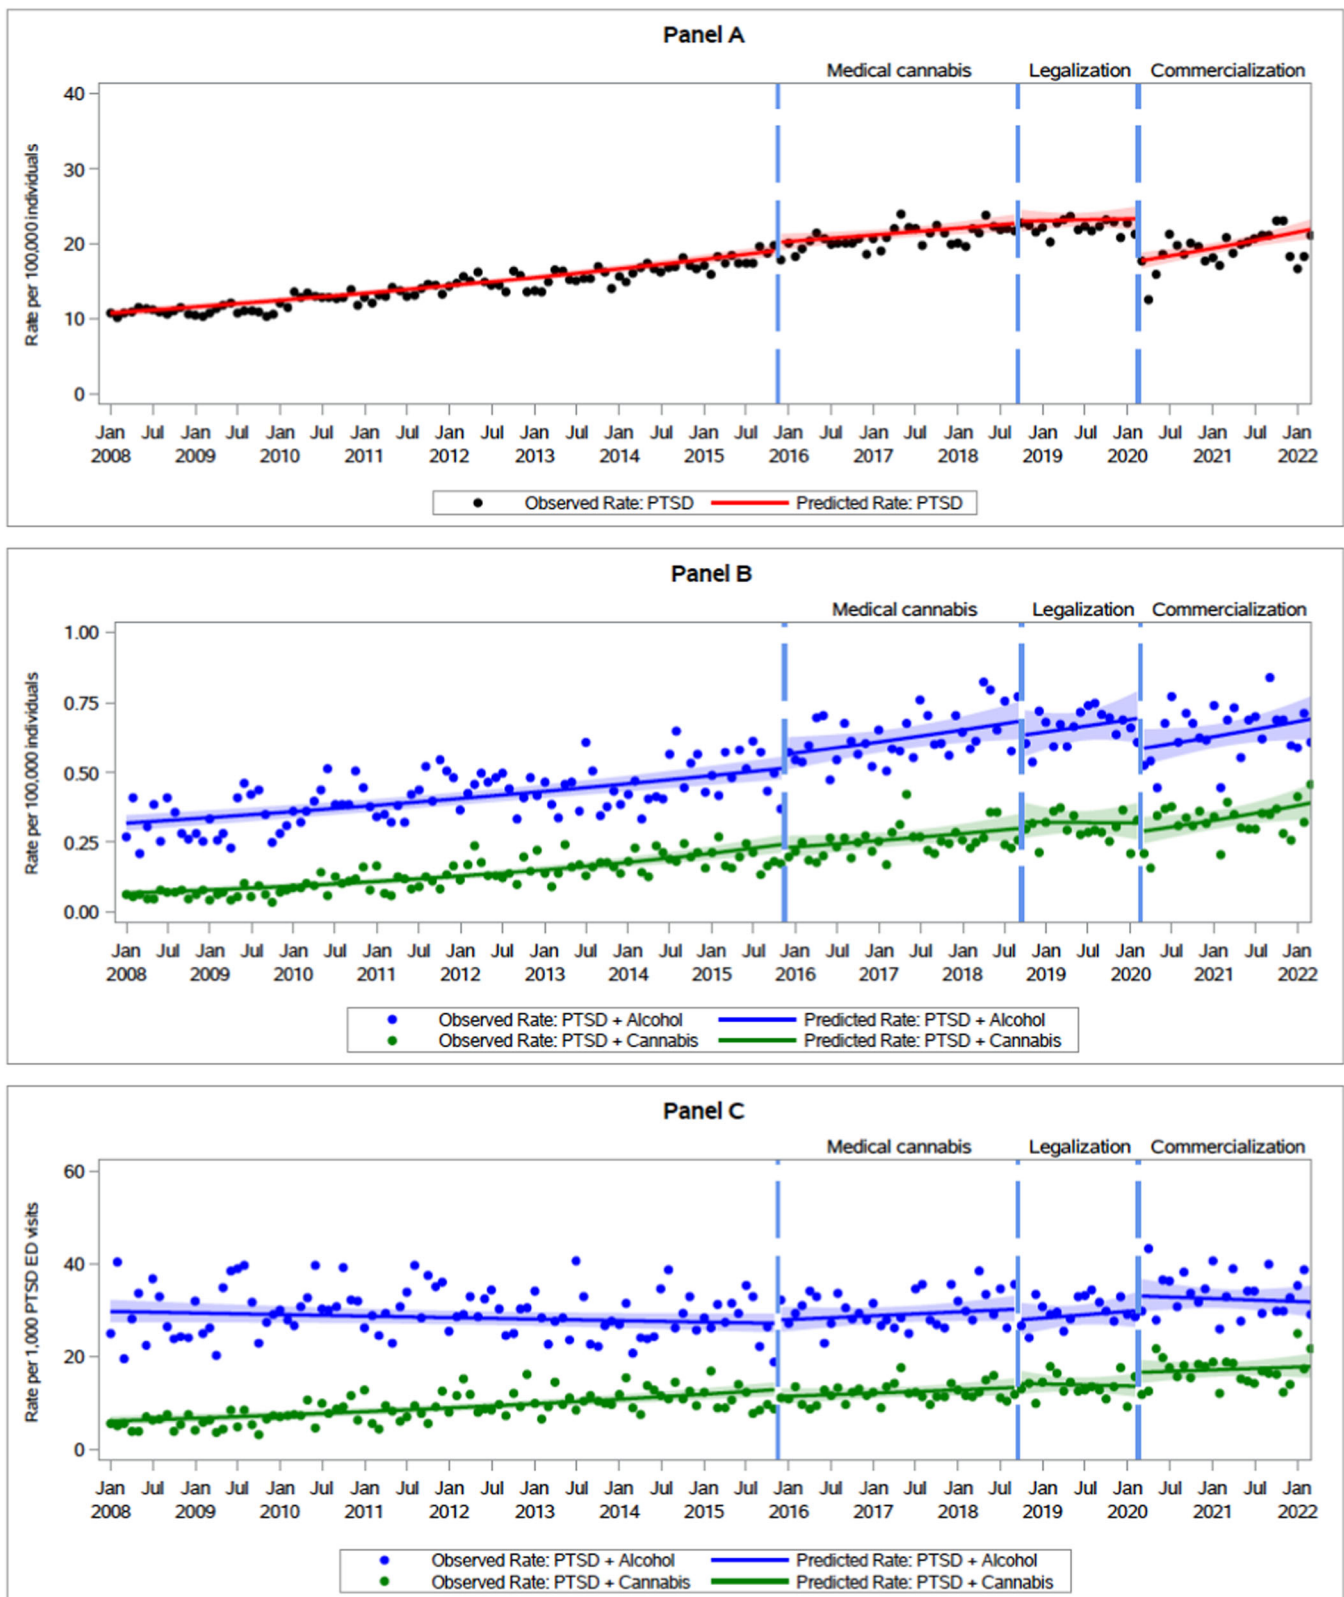 Panel A
Medical cannabis Legalization Commercialization
Rate per 100,000 individuals
40
30
20
10
0
Jan Jul Jan Jul Jan Jul Jan Jul Jan Jul Jan Jul Jan Jul Jan Jul Jan Jul Jan Jul Jan Jul Jan Jul Jan Jul Jan Jul Jan
2008 2009 2010 2011 2012 2013 2014 2015 2016 2017 2018 2019 2020 2021 2022
Observed Rate: PTSD Predicted Rate: PTSD
Panel B
Medical cannabis Legalization Commercialization
Rate per 100,000 individuals
1.00
0.75
0.50
0.25
0.00
Jan Jul Jan Jul Jan Jul Jan Jul Jan Jul Jan Jul Jan Jul Jan Jul Jan Jul Jan Jul Jan Jul Jan Jul Jan Jul Jan Jul Jan
2008 2009 2010 2011 2012 2013 2014 2015 2016 2017 2018 2019 2020 2021 2022
Observed Rate: PTSD + Alcohol Predicted Rate: PTSD + Alcohol
Observed Rate: PTSD + Cannabis Predicted Rate: PTSD + Cannabis
Panel C
Medical cannabis Legalization Commercialization
Rate per 1,000 PTSD ED visits
60
40
20
0
Jan Jul Jan Jul Jan Jul Jan Jul Jan Jul Jan Jul Jan Jul Jan Jul Jan Jul Jan Jul Jan Jul Jan Jul Jan Jul Jan Jul Jan
2008 2009 2010 2011 2012 2013 2014 2015 2016 2017 2018 2019 2020 2021 2022
Observed Rate: PTSD + Alcohol Predicted Rate: PTSD + Alcohol
Observed Rate: PTSD + Cannabis Predicted Rate: PTSD + Cannabis